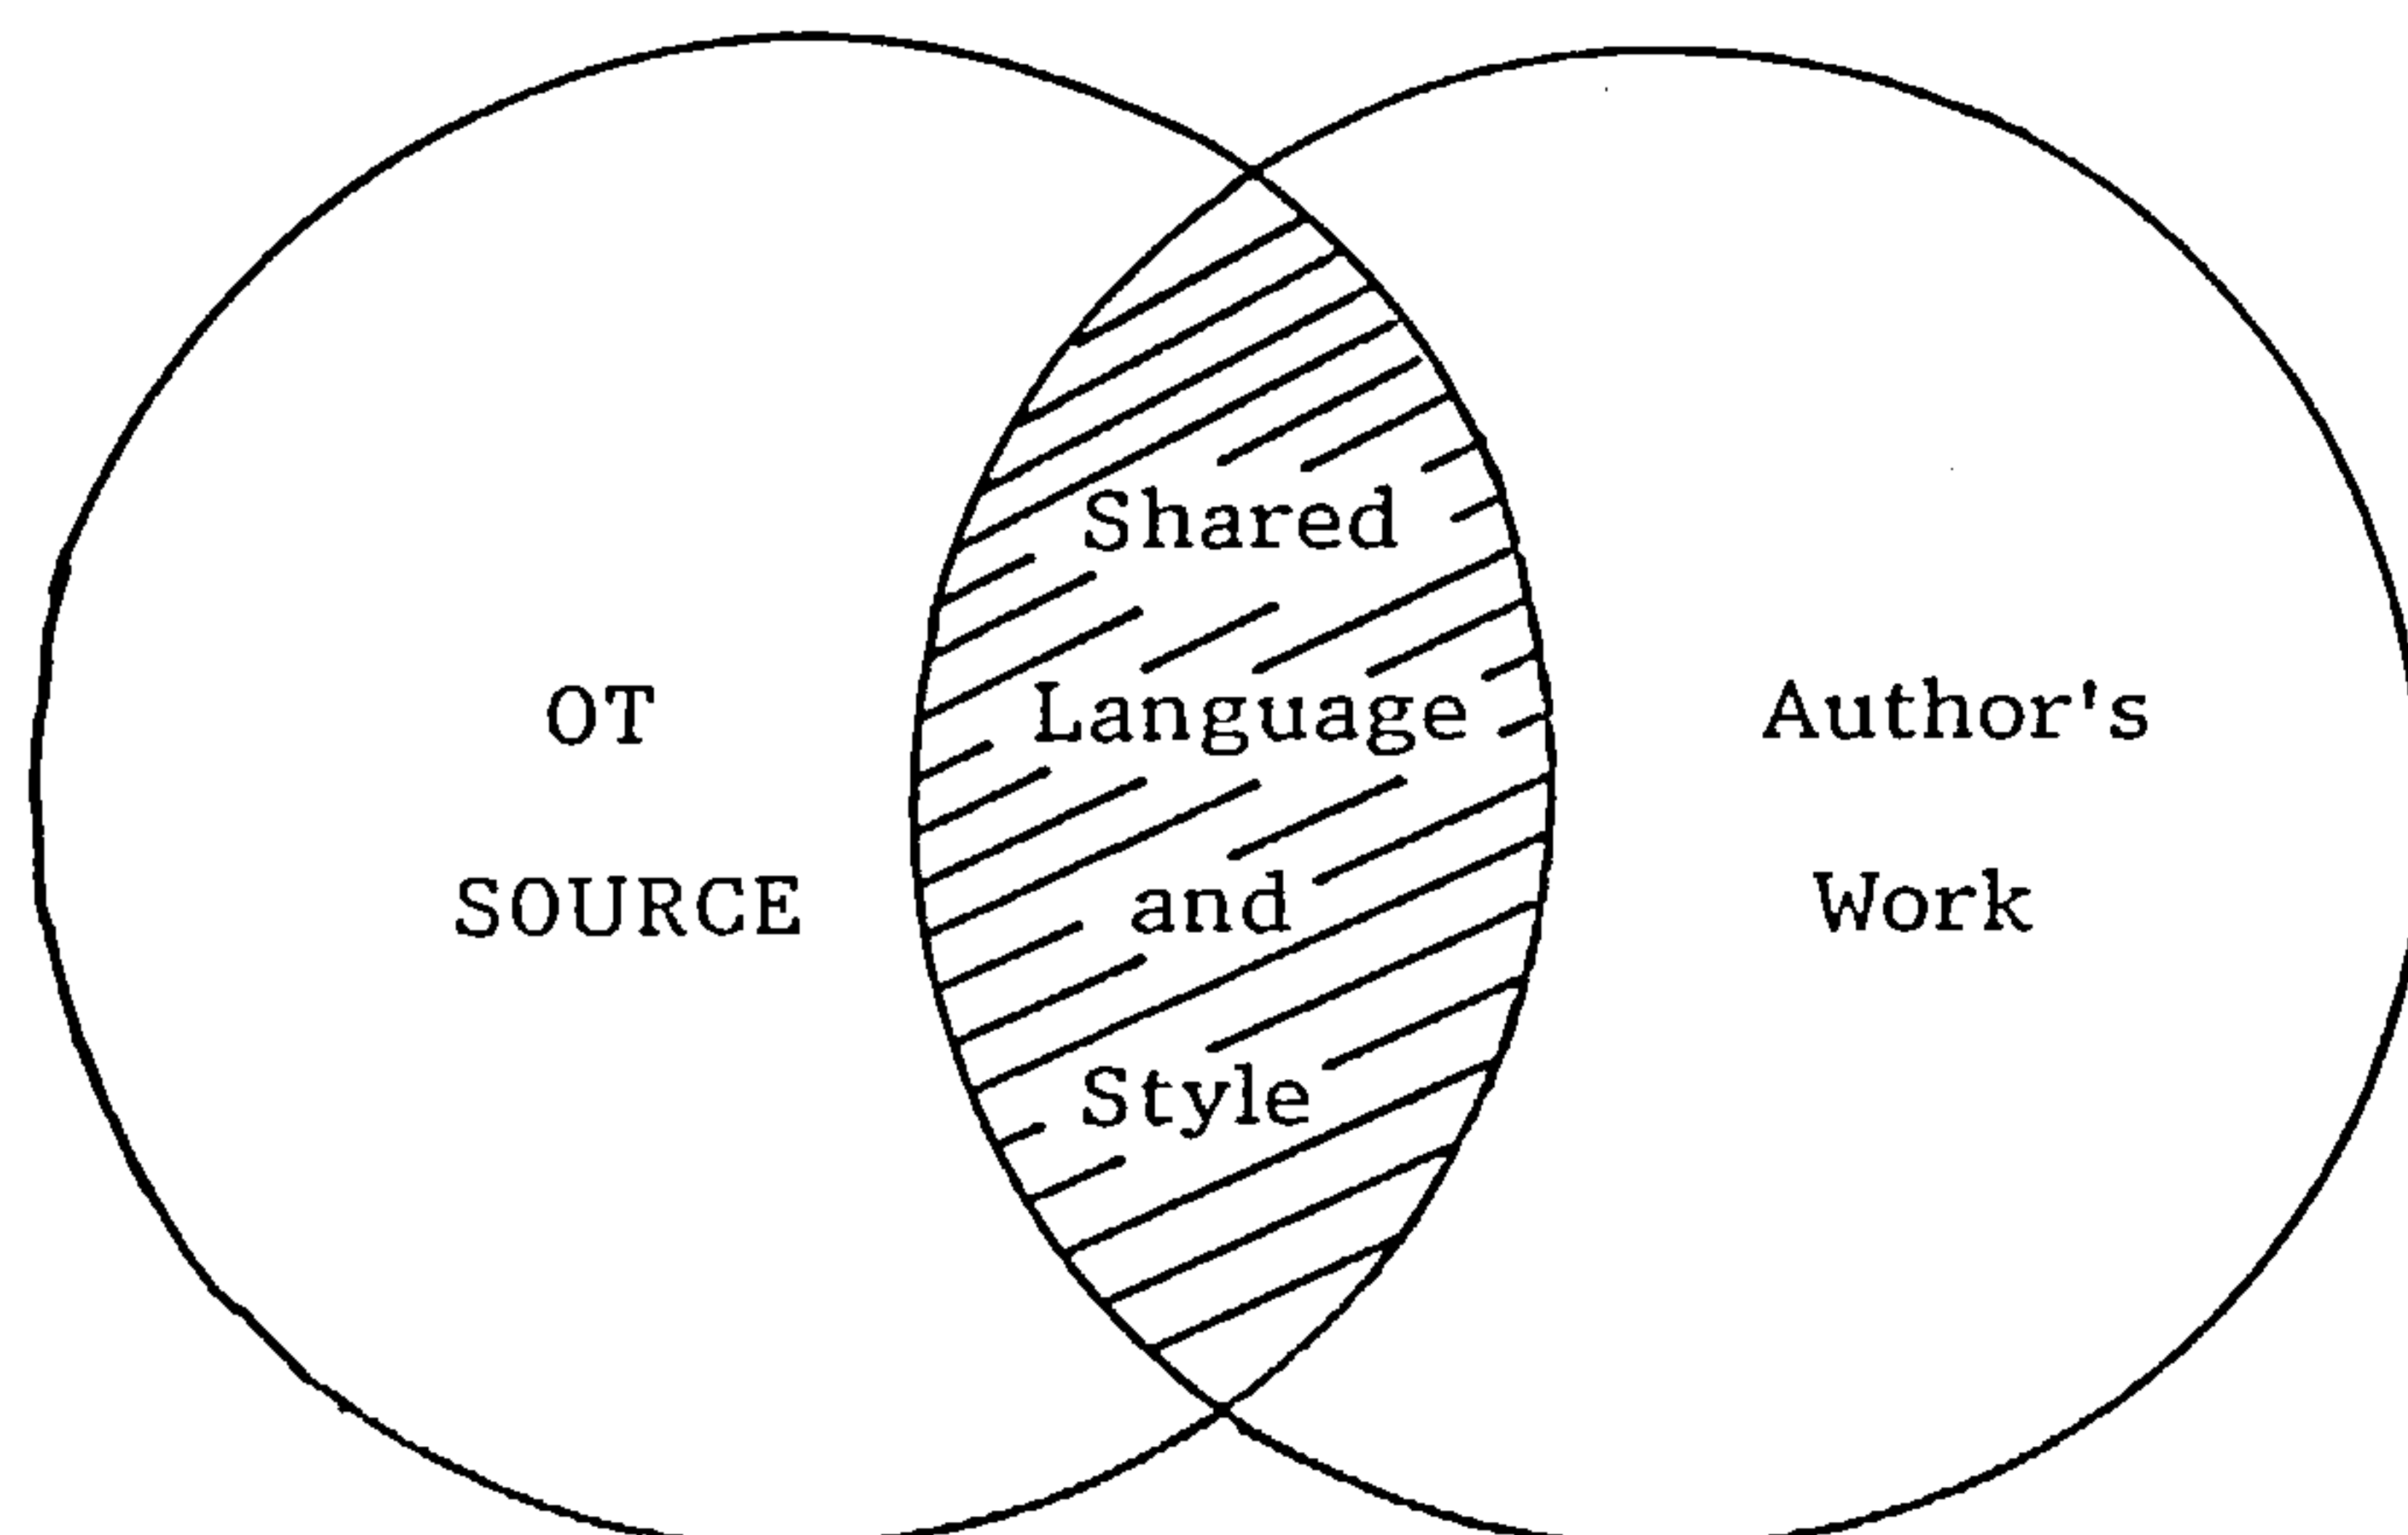 OT
SOURCE
Shared
Language
and
Style
Author's
Work